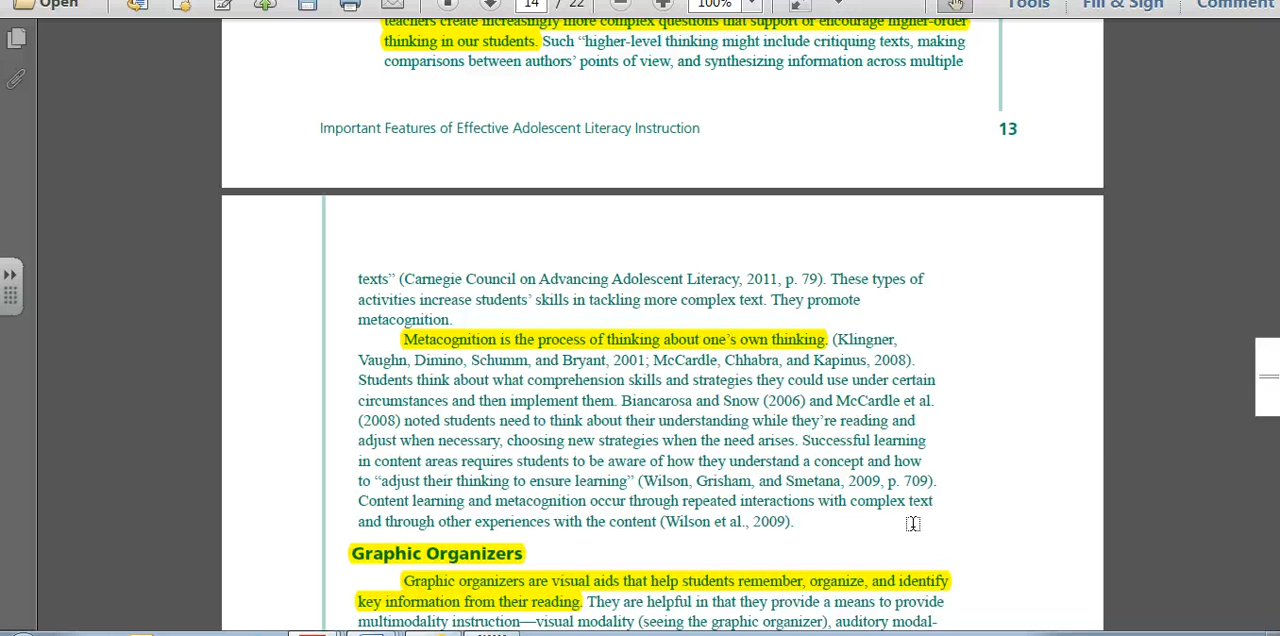 Open
14 / 22
100%
Tools
Fill & Sign
Comment
teachers create increasingly more complex questions that support or encourage higher-order
thinking in our students. Such “higher-level thinking might include critiquing texts, making
comparisons between authors’ points of view, and synthesizing information across multiple
Important Features of Effective Adolescent Literacy Instruction
13
texts” (Carnegie Council on Advancing Adolescent Literacy, 2011, p. 79). These types of
activities increase students’ skills in tackling more complex text. They promote
metacognition.
Metacognition is the process of thinking about one’s own thinking. (Klingner,
Vaughn, Dimino, Schumm, and Bryant, 2001; McCardle, Chhabra, and Kapinus, 2008).
Students think about what comprehension skills and strategies they could use under certain
circumstances and then implement them. Biancarosa and Snow (2006) and McCardle et al.
(2008) noted students need to think about their understanding while they’re reading and
adjust when necessary, choosing new strategies when the need arises. Successful learning
in content areas requires students to be aware of how they understand a concept and how
to “adjust their thinking to ensure learning” (Wilson, Grisham, and Smetana, 2009, p. 709).
Content learning and metacognition occur through repeated interactions with complex text
and through other experiences with the content (Wilson et al., 2009).
Graphic Organizers
Graphic organizers are visual aids that help students remember, organize, and identify
key information from their reading. They are helpful in that they provide a means to provide
multimodality instruction—visual modality (seeing the graphic organizer), auditory modal-